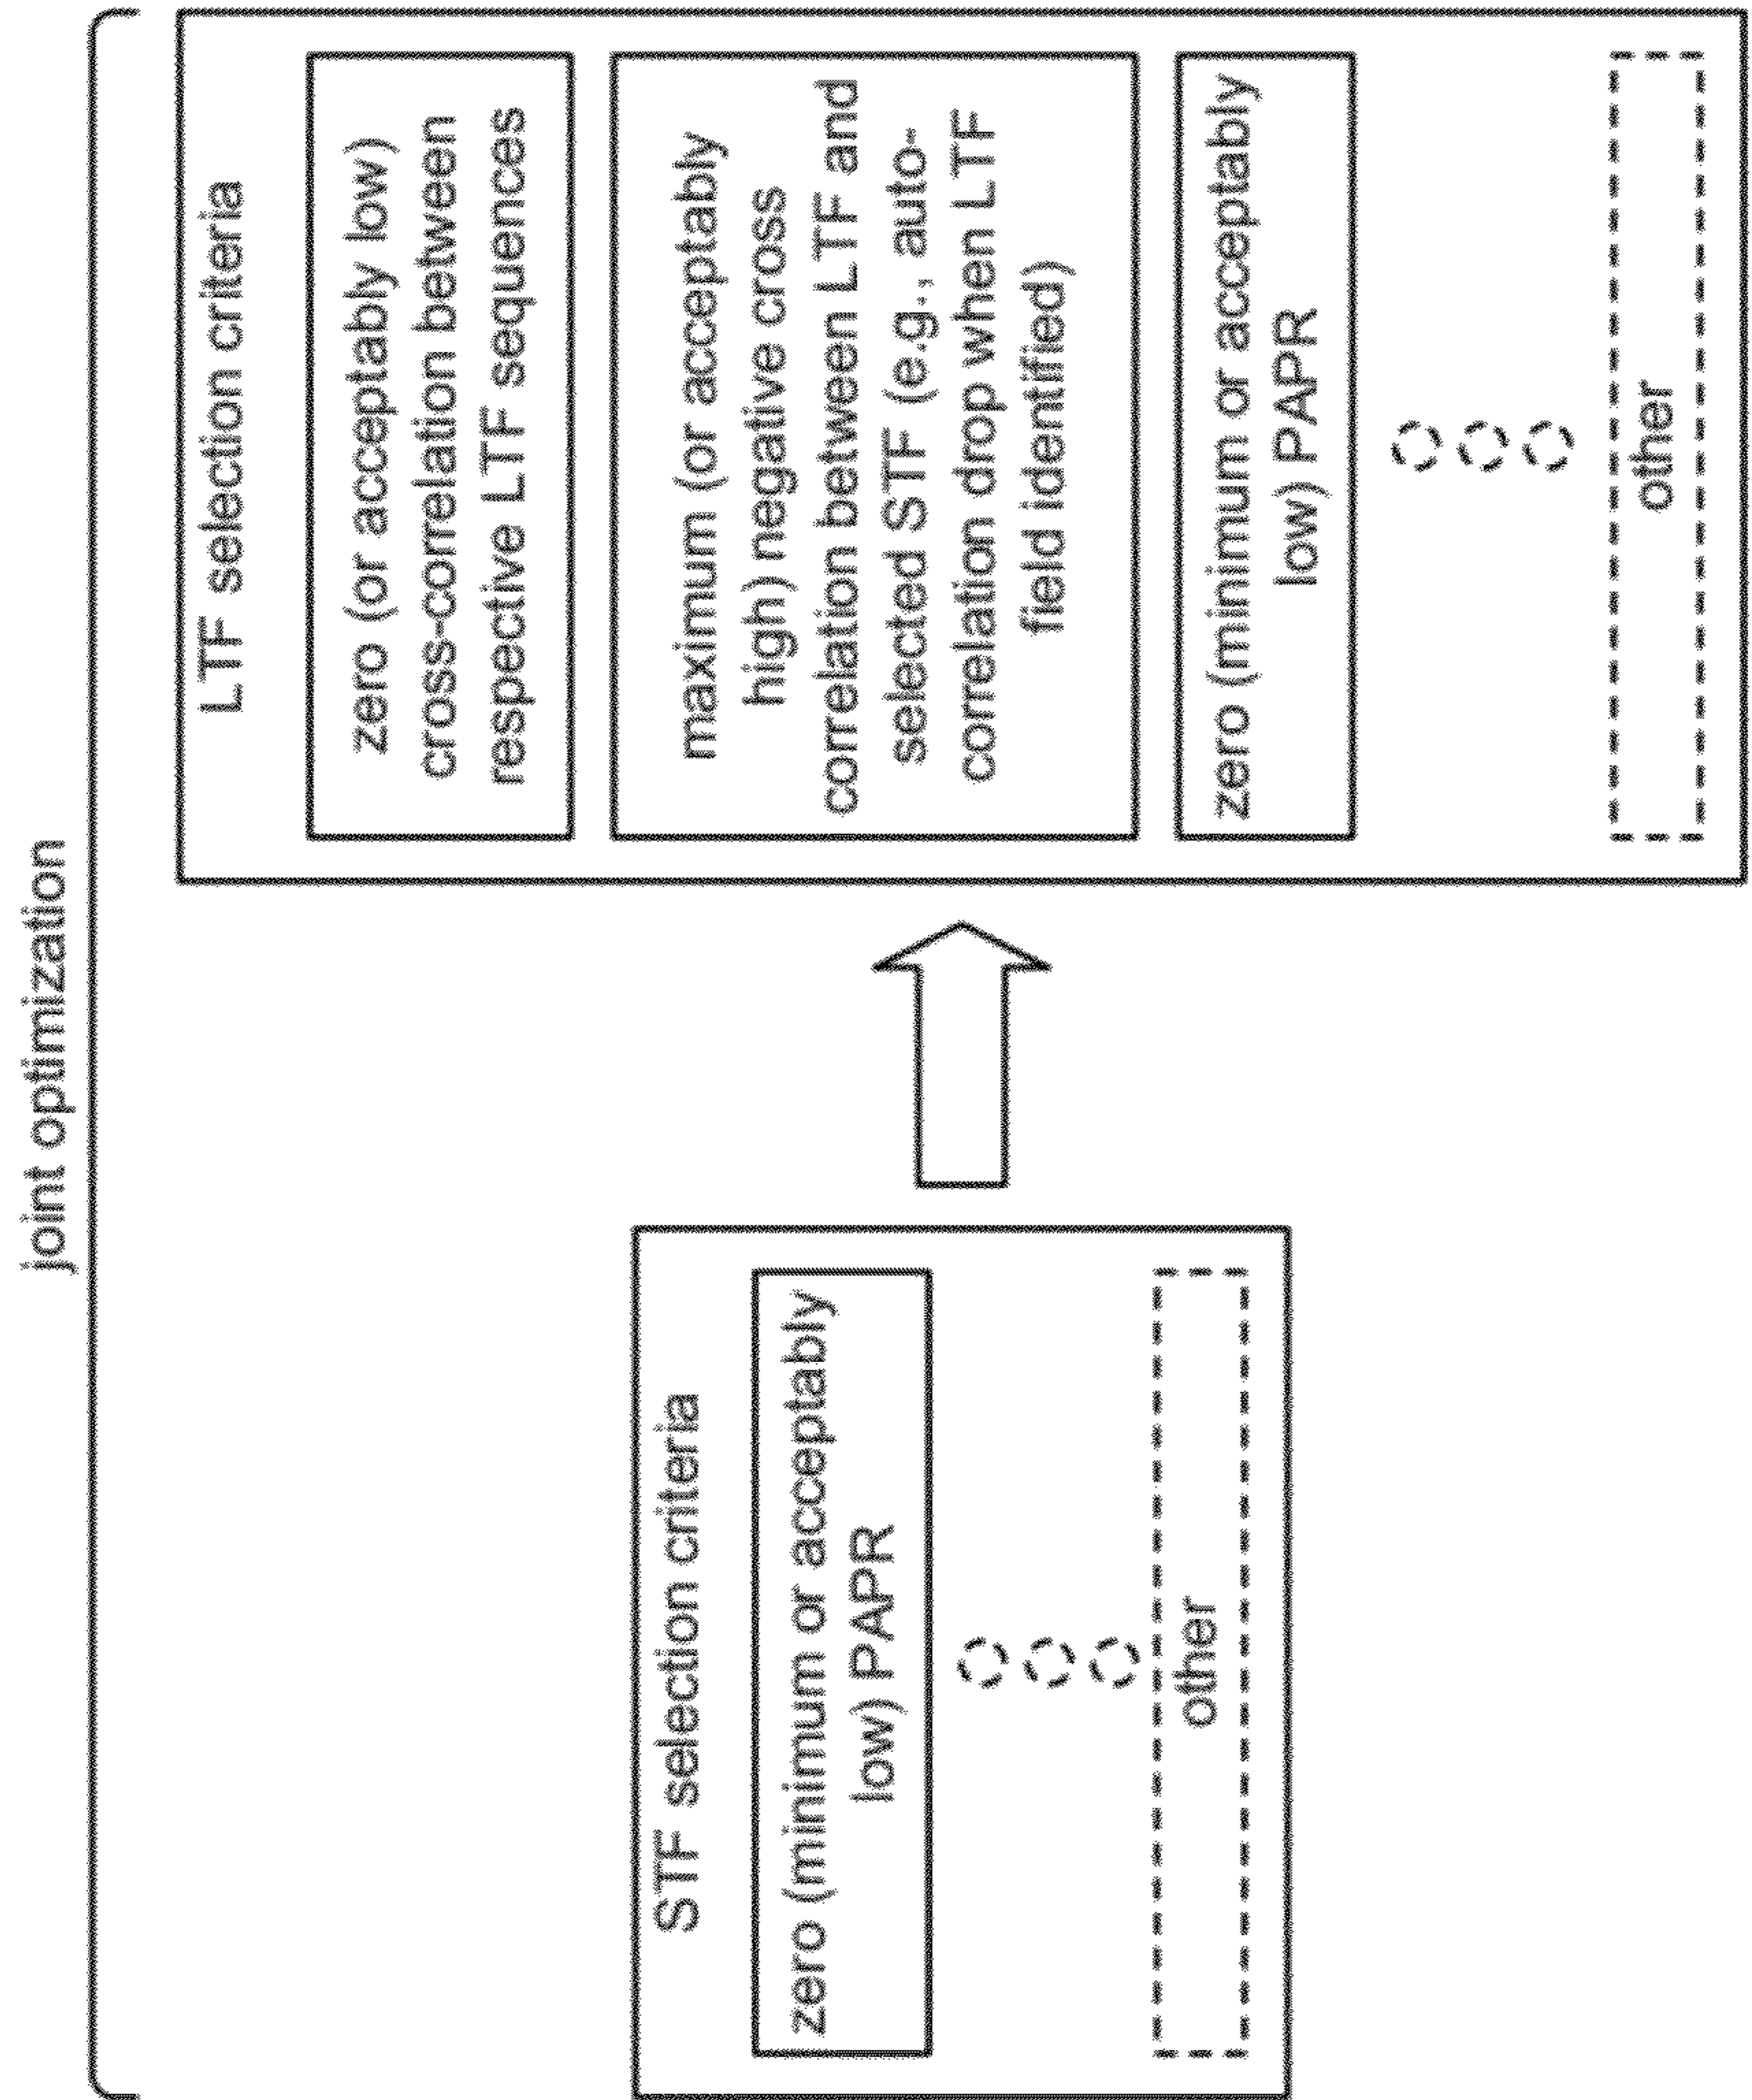 joint optimization
STF selection criteria
zero (minimum or acceptably
low) PAPR
other
LTF selection criteria
zero (or acceptably low)
cross-correlation between
respective LTF sequences
maximum (or acceptably
high) negative cross
correlation between LTF and
selected STF (e.g., auto-
correlation drop when LTF
field identified)
zero (minimum or acceptably
low) PAPR
other